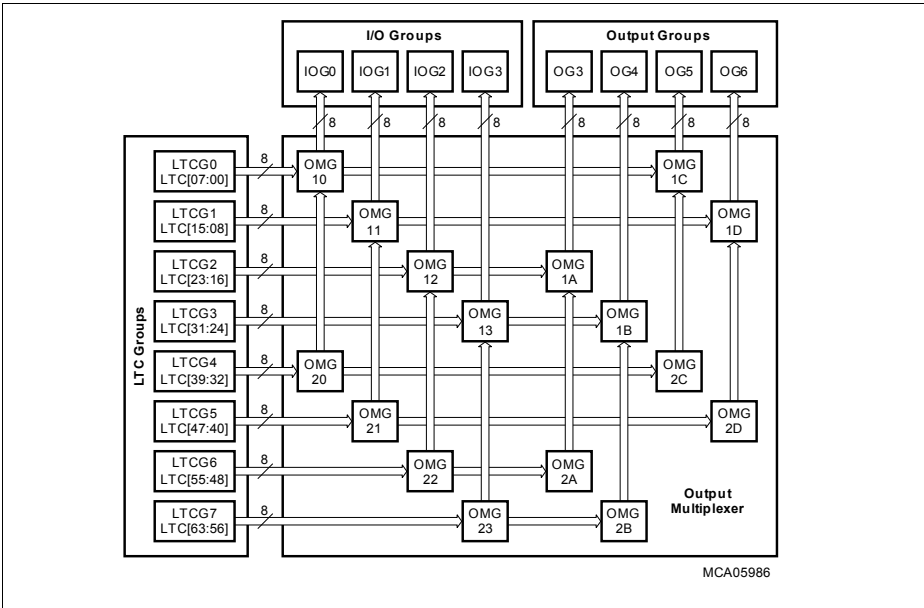 I/O Groups
Output Groups
IOG0
IOG1
IOG2
IOG3
OG3
OG4
OG5
OG6
8
8
8
8
8
8
8
8
LTC Groups
LTCG0
LTC[07:00]
8
OMG
10
OMG
1C
LTCG1
LTC[15:08]
8
OMG
11
OMG
1D
LTCG2
LTC[23:16]
8
OMG
12
OMG
1A
LTCG3
LTC[31:24]
8
OMG
13
OMG
1B
LTCG4
LTC[39:32]
8
OMG
20
OMG
2C
LTCG5
LTC[47:40]
8
OMG
21
OMG
2D
LTCG6
LTC[55:48]
8
OMG
22
OMG
2A
LTCG7
LTC[63:56]
8
OMG
23
OMG
2B
Output
Multiplexer
MCA05986